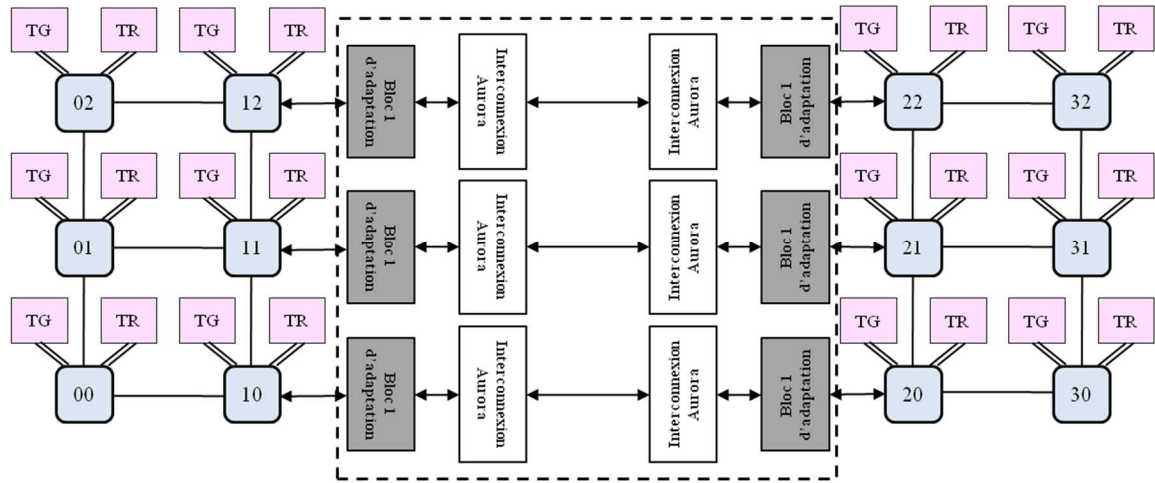 TG TR TG TR TG TR TG TR
02 12 Bloc 1 Interconnexion Interconnexion Bloc 1 22 32
d'adaptation Aurora Aurora d'adaptation
TG TR TG TR TG TR TG TR
01 11 Bloc 1 Interconnexion Interconnexion Bloc 1 21 31
d'adaptation Aurora Aurora d'adaptation
TG TR TG TR TG TR TG TR
00 10 Bloc 1 Interconnexion Interconnexion Bloc 1 20 30
d'adaptation Aurora Aurora d'adaptation